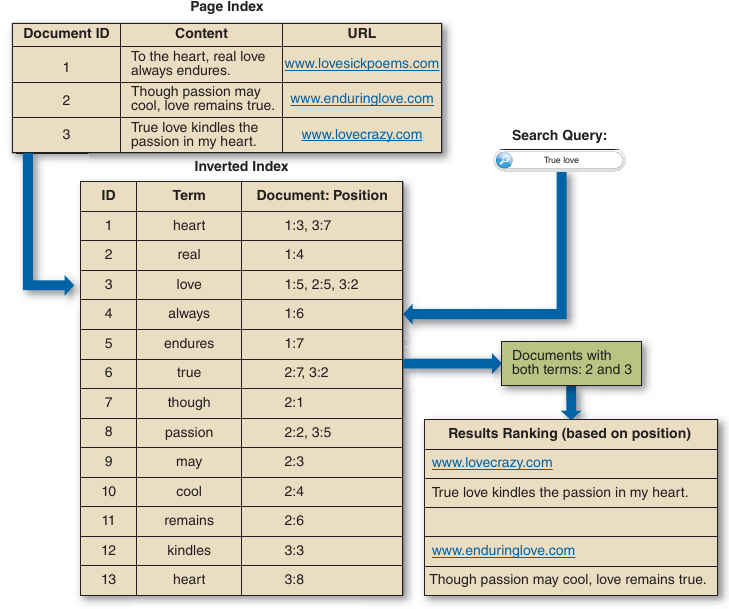 Page Index
Document ID Content URL
1 To the heart, real love always endures. www.lovesickpoems.com
2 Though passion may cool, love remains true. www.enduringlove.com
3 True love kindles the passion in my heart. www.lovecrazy.com
Search Query:
True love
Inverted Index
ID Term Document: Position
1 heart 1:3, 3:7
2 real 1:4
3 love 1:5, 2:5, 3:2
4 always 1:6
5 endures 1:7
6 true 2:7, 3:2
7 though 2:1
8 passion 2:2, 3:5
9 may 2:3
10 cool 2:4
11 remains 2:6
12 kindles 3:3
13 heart 3:8
Documents with
both terms: 2 and 3
Results Ranking (based on position)
www.lovecrazy.com
True love kindles the passion in my heart.
www.enduringlove.com
Though passion may cool, love remains true.